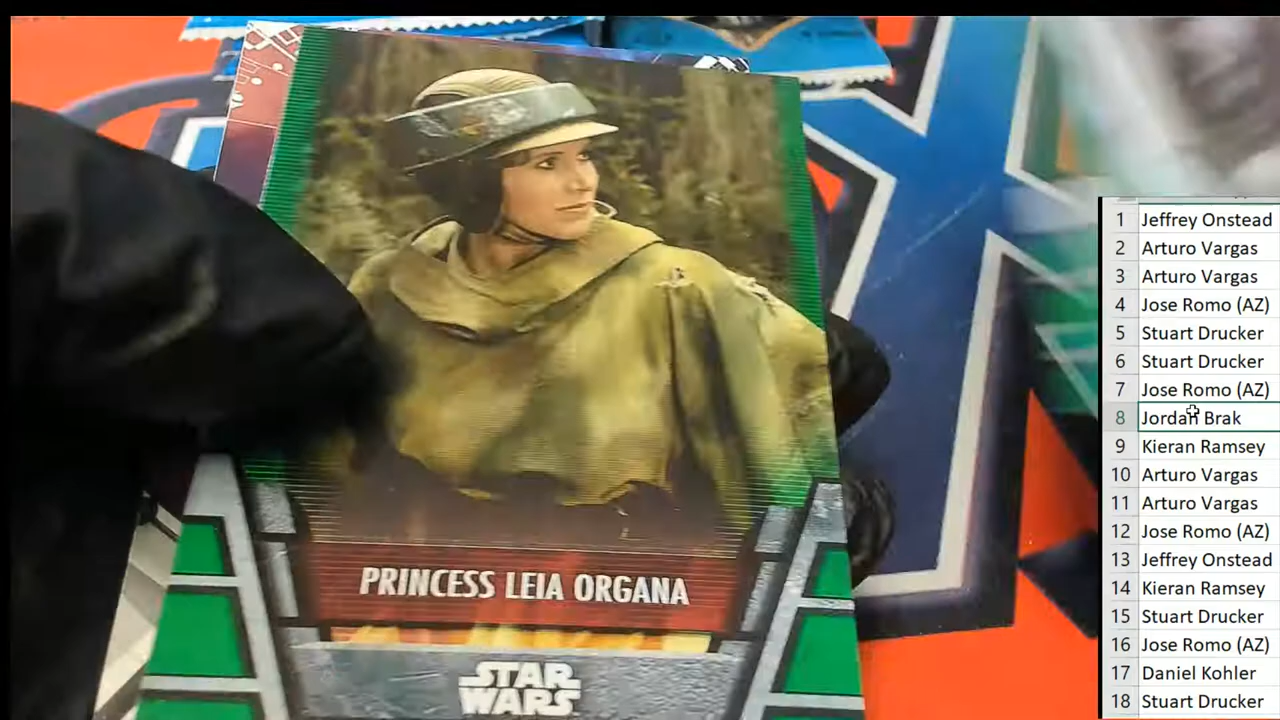 PRINCESS LEIA ORGANA
STAR
WARS
1 Jeffrey Onstead
2 Arturo Vargas
3 Arturo Vargas
4 Jose Romo (AZ)
5 Stuart Drucker
6 Stuart Drucker
7 Jose Romo (AZ)
8 Jordan Brak
9 Kieran Ramsey
10 Arturo Vargas
11 Arturo Vargas
12 Jose Romo (AZ)
13 Jeffrey Onstead
14 Kieran Ramsey
15 Stuart Drucker
16 Jose Romo (AZ)
17 Daniel Kohler
18 Stuart Drucker